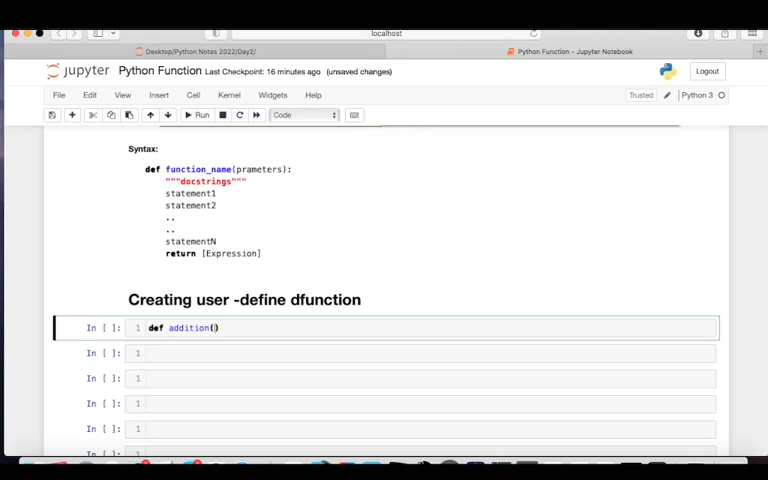 localhost
Desktop/Python Notes 2022/Day2/
Python Function - Jupyter Notebook
jupyter Python Function Last Checkpoint: 16 minutes ago (unsaved changes)
Logout
File Edit View Insert Cell Kernel Widgets Help
Trusted Python 3
Run Code
Syntax:
def function_name(prameters):
"""docstrings"""
statement1
statement2
..
..
statementN
return [Expression]
Creating user -define dfunction
In [ ]: 1 def addition()
In [ ]: 1
In [ ]: 1
In [ ]: 1
In [ ]: 1
In [ ]: 1